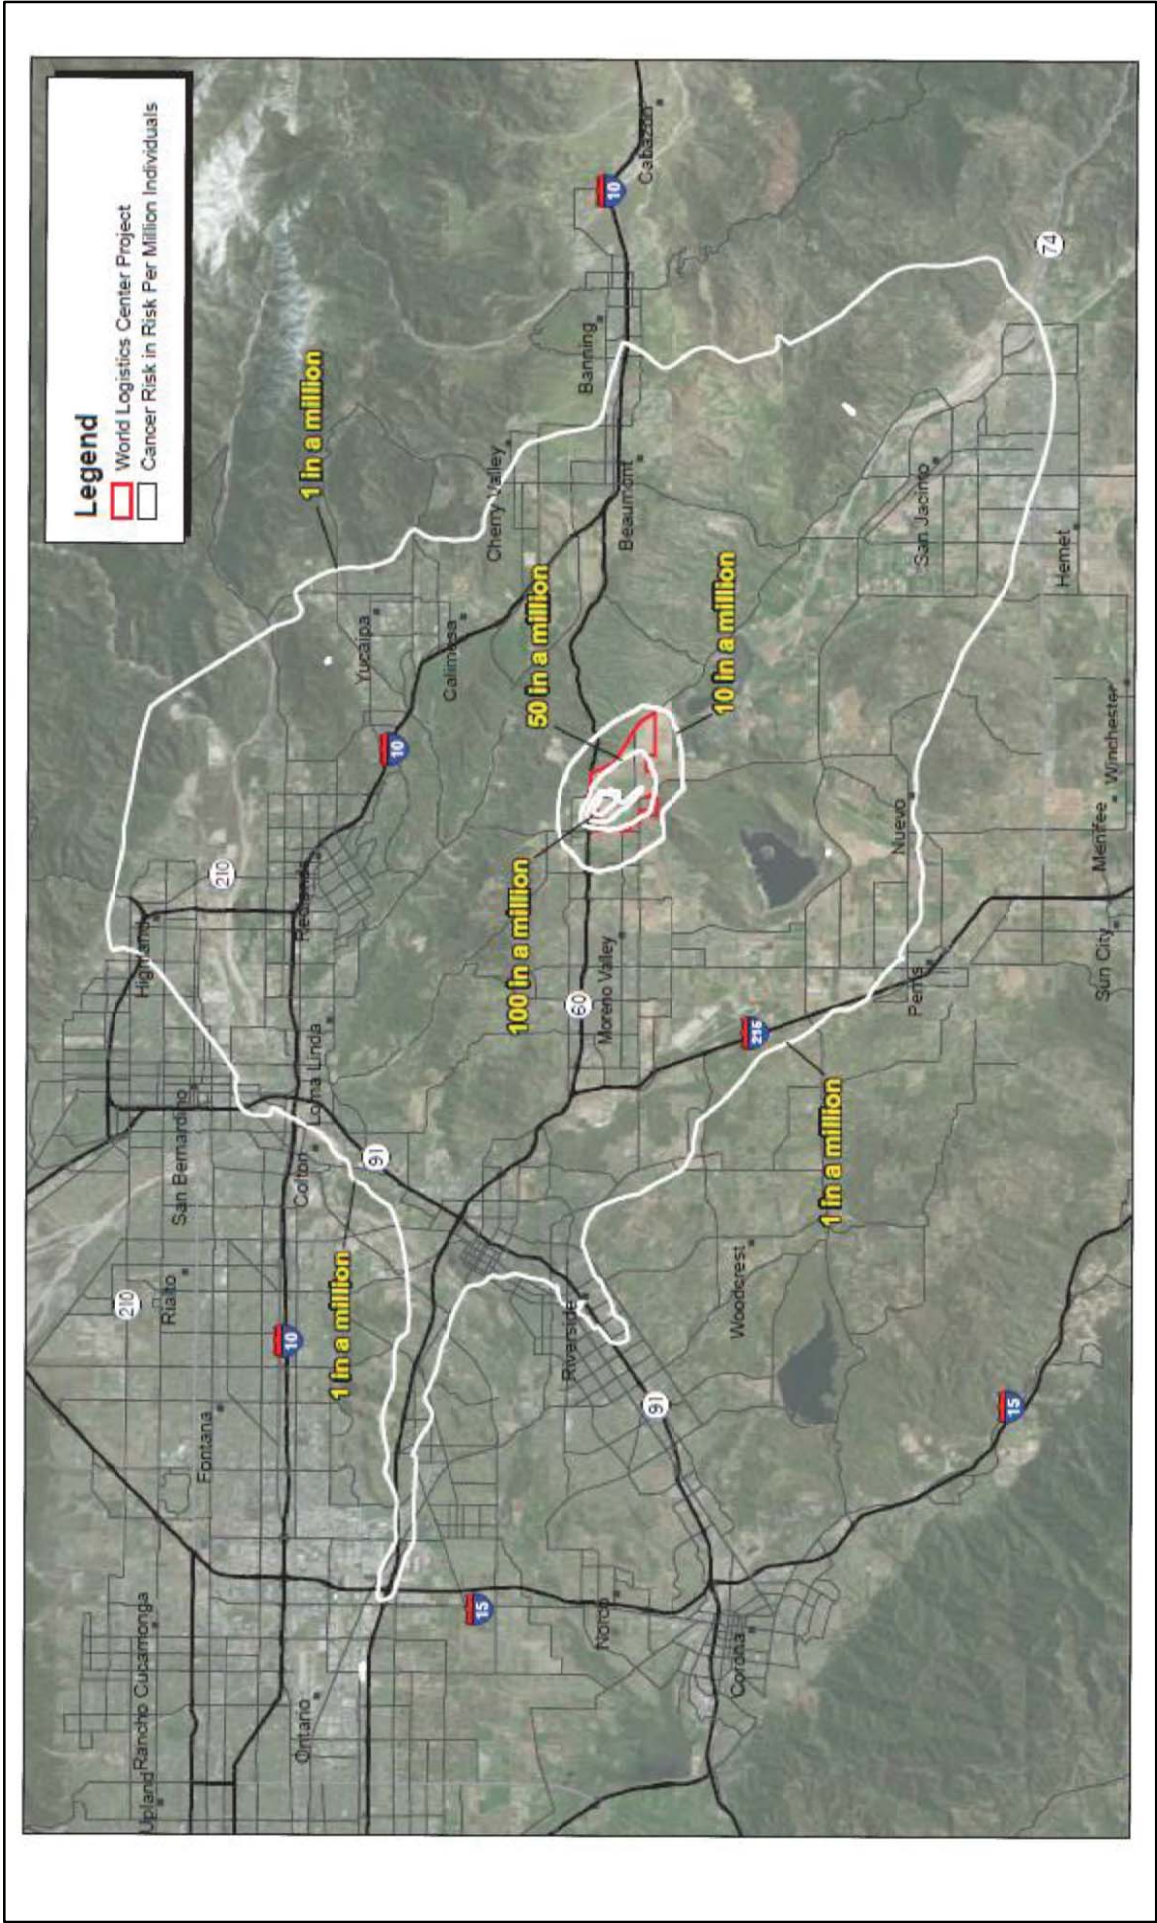 Legend
World Logistics Center Project
Cancer Risk in Risk Per Million Individuals
1 in a million
Highland
210
San Bernardino
Upland
Rancho Cucamonga
Fontana
Rialto
210
Loma Linda
Colton
10
Ontario
1 in a million
91
10
Yucaipa
Calimesa
Cherry Valley
Banning
10
Cabazon
Beaumont
50 in a million
10 in a million
100 in a million
60
Moreno Valley
Riverside
91
15
Norco
Corona
Woodcrest
215
1 in a million
15
Perris
Nuevo
San Jacinto
Hemet
74
Winchester
Menifee
Sun City